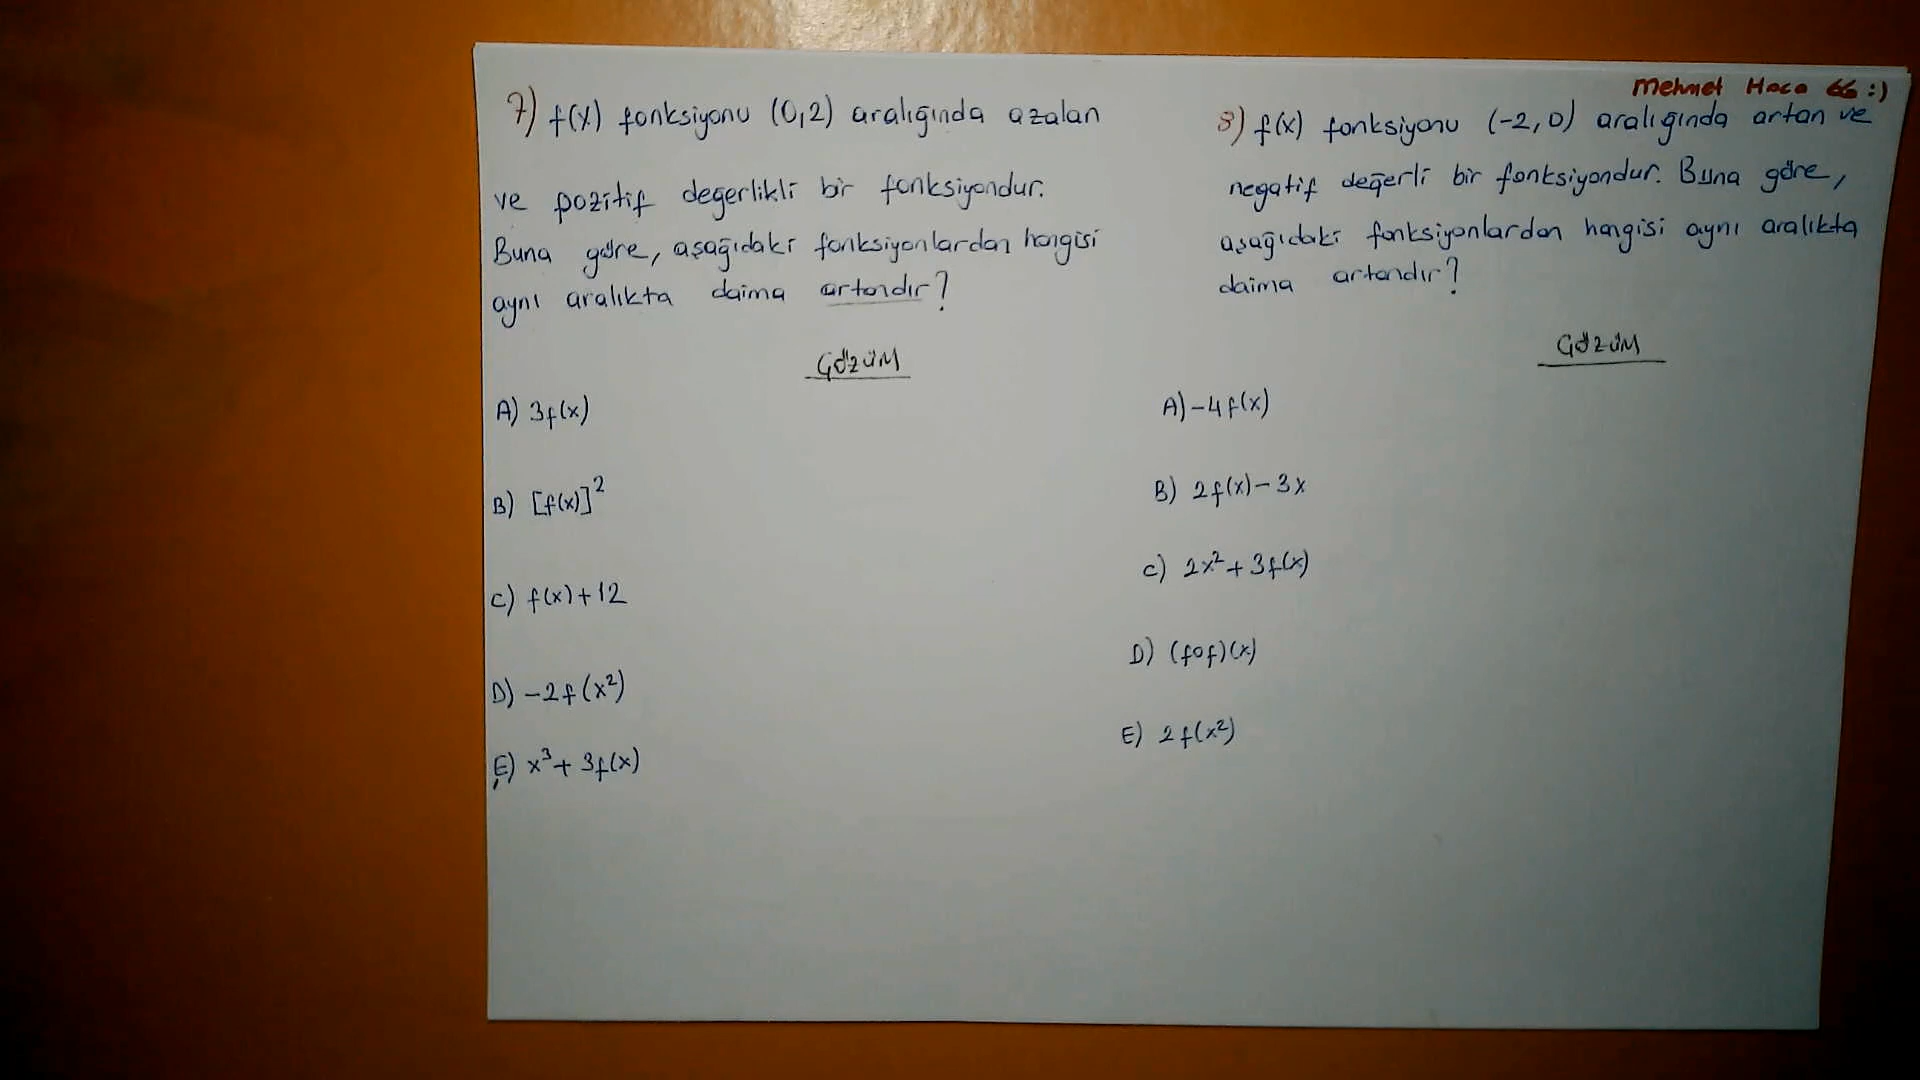 7) f(x) fonksiyonu (0,2) aralığında azalan
ve pozitif değerlikli bir fonksiyondur.
Buna göre, aşağıdaki fonksiyonlardan hangisi
aynı aralıkta daima artandır?
ÇÖZÜM
A) 3f(x)
B) [f(x)]²
C) f(x)+12
D) -2f(x²)
E) x³+3f(x)
Mehmet Hoca 66 :)
8) f(x) fonksiyonu (-2,0) aralığında artan ve
negatif değerli bir fonksiyondur. Buna göre,
aşağıdaki fonksiyonlardan hangisi aynı aralıkta
daima artandır?
ÇÖZÜM
A) -4f(x)
B) 2f(x)-3x
C) 2x²+3f(x)
D) (fof)(x)
E) 2f(x²)